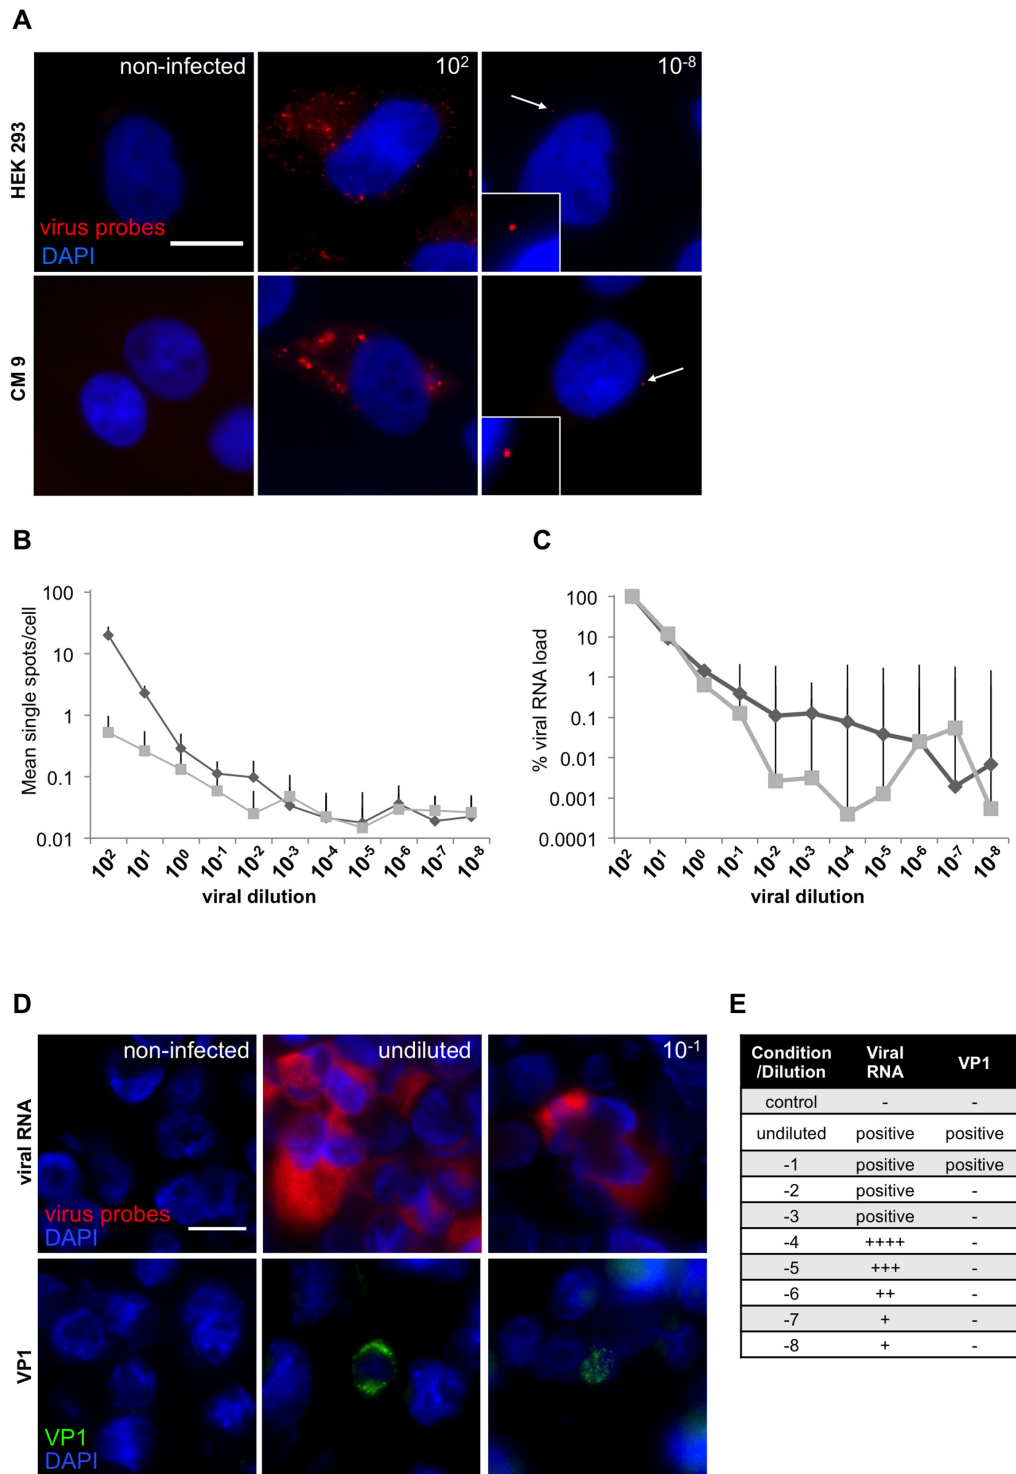 A
non-infected
10²
10⁻⁸
HEK 293
virus probes
DAPI
CM 9
B
Mean single spots/cell
100
10
1
0.1
0.01
10² 10¹ 10⁰ 10⁻¹ 10⁻² 10⁻³ 10⁻⁴ 10⁻⁵ 10⁻⁶ 10⁻⁷ 10⁻⁸
viral dilution
C
% viral RNA load
100
10
1
0.1
0.01
0.001
0.0001
10² 10¹ 10⁰ 10⁻¹ 10⁻² 10⁻³ 10⁻⁴ 10⁻⁵ 10⁻⁶ 10⁻⁷ 10⁻⁸
viral dilution
D
non-infected
undiluted
10⁻¹
viral RNA
virus probes
DAPI
VP1
VP1
DAPI
E
Condition /Dilution Viral RNA VP1
control - -
undiluted positive positive
-1 positive positive
-2 positive -
-3 positive -
-4 ++++ -
-5 +++ -
-6 ++ -
-7 + -
-8 + -